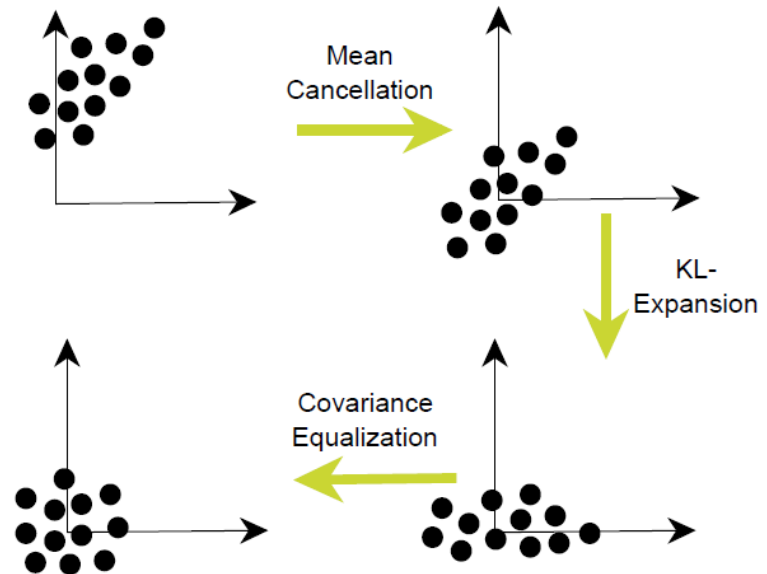 Mean
Cancellation
KL-
Expansion
Covariance
Equalization